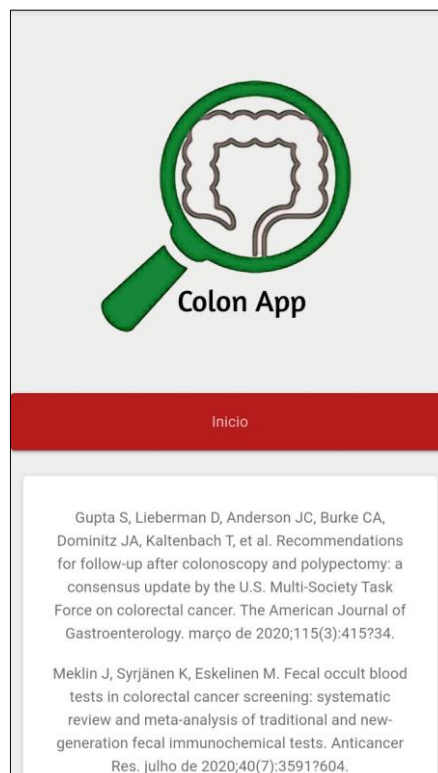 Colon App
Inicio
Gupta S, Lieberman D, Anderson JC, Burke CA,
Dominitz JA, Kaltenbach T, et al. Recommendations
for follow-up after colonoscopy and polypectomy: a
consensus update by the U.S. Multi-Society Task
Force on colorectal cancer. The American Journal of
Gastroenterology. março de 2020;115(3):415?34.
Meklin J, Syrjänen K, Eskelinen M. Fecal occult blood
tests in colorectal cancer screening: systematic
review and meta-analysis of traditional and new-
generation fecal immunochemical tests. Anticancer
Res. julho de 2020;40(7):3591?604.